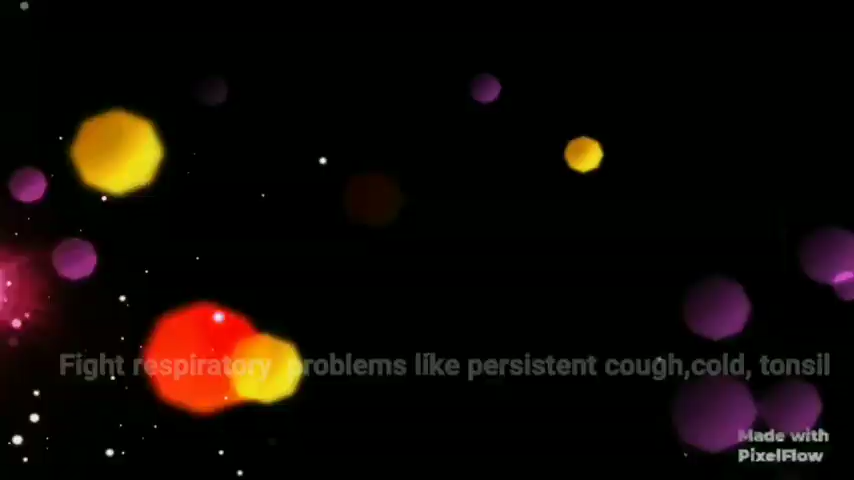 Fight respiratory problems like persistent cough,cold, tonsil
Made with
PixelFlow